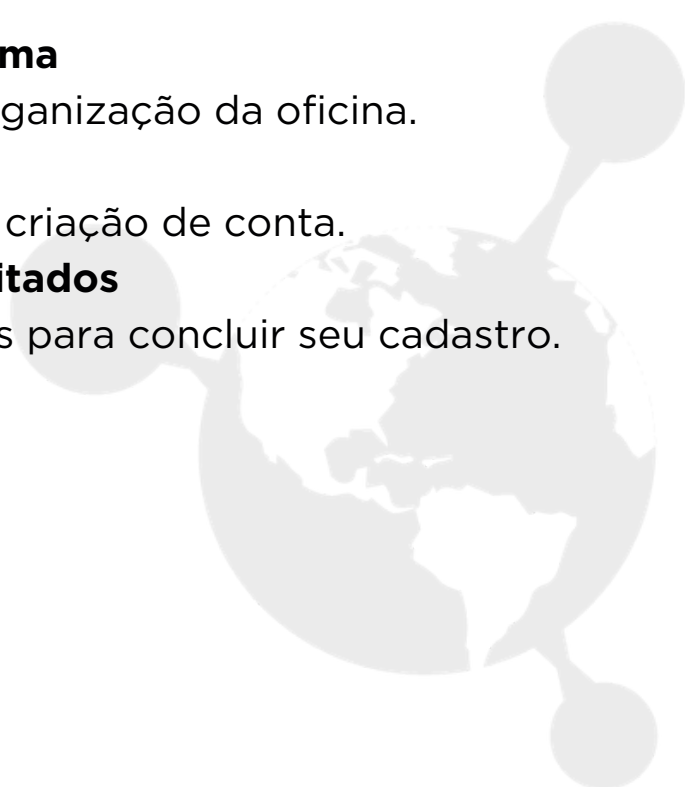 ma
ganização da oficina.
criação de conta.
itados
s para concluir seu cadastro.